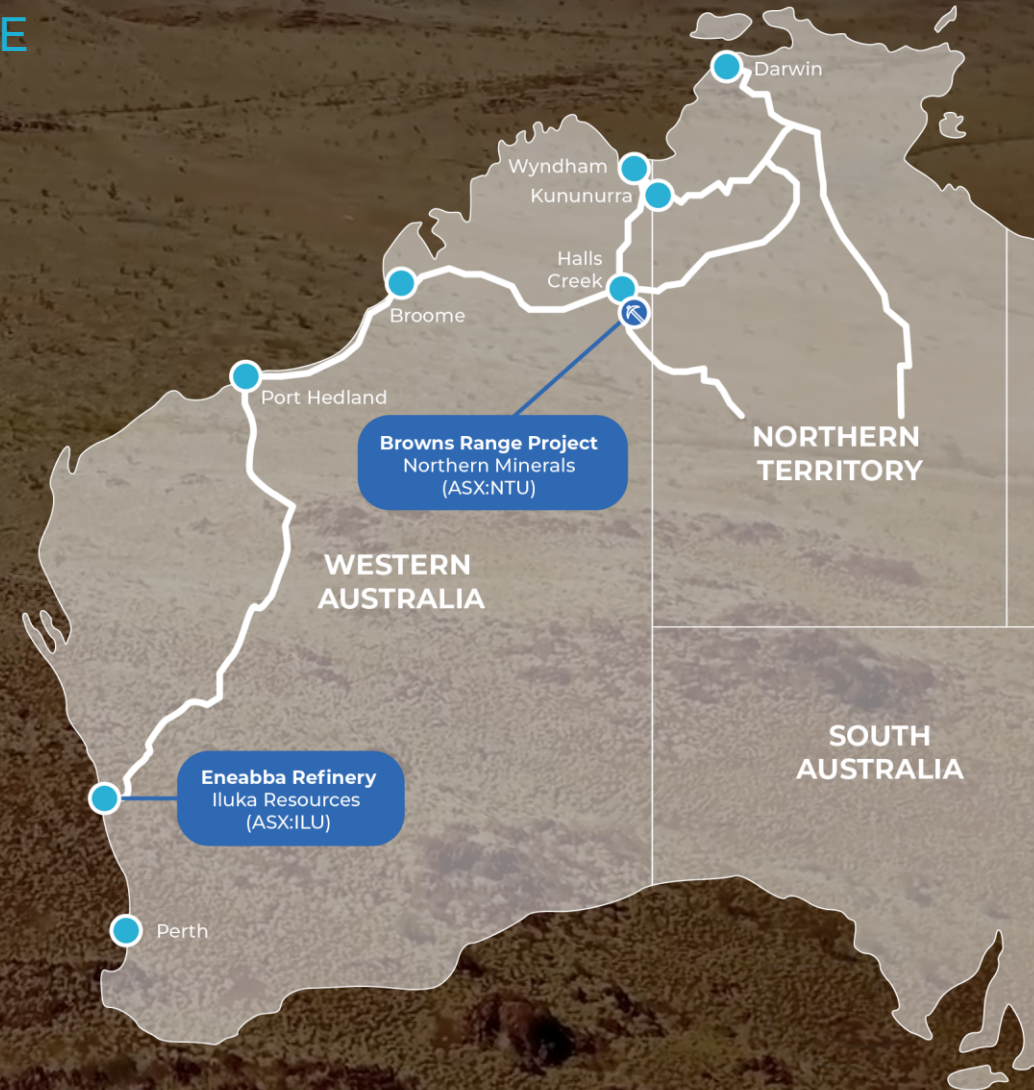 E
Darwin
Wyndham
Kununurra
Halls
Creek
Broome
Port Hedland
Browns Range Project
Northern Minerals
(ASX:NTU)
NORTHERN
TERRITORY
WESTERN
AUSTRALIA
SOUTH
AUSTRALIA
Eneabba Refinery
Iluka Resources
(ASX:ILU)
Perth